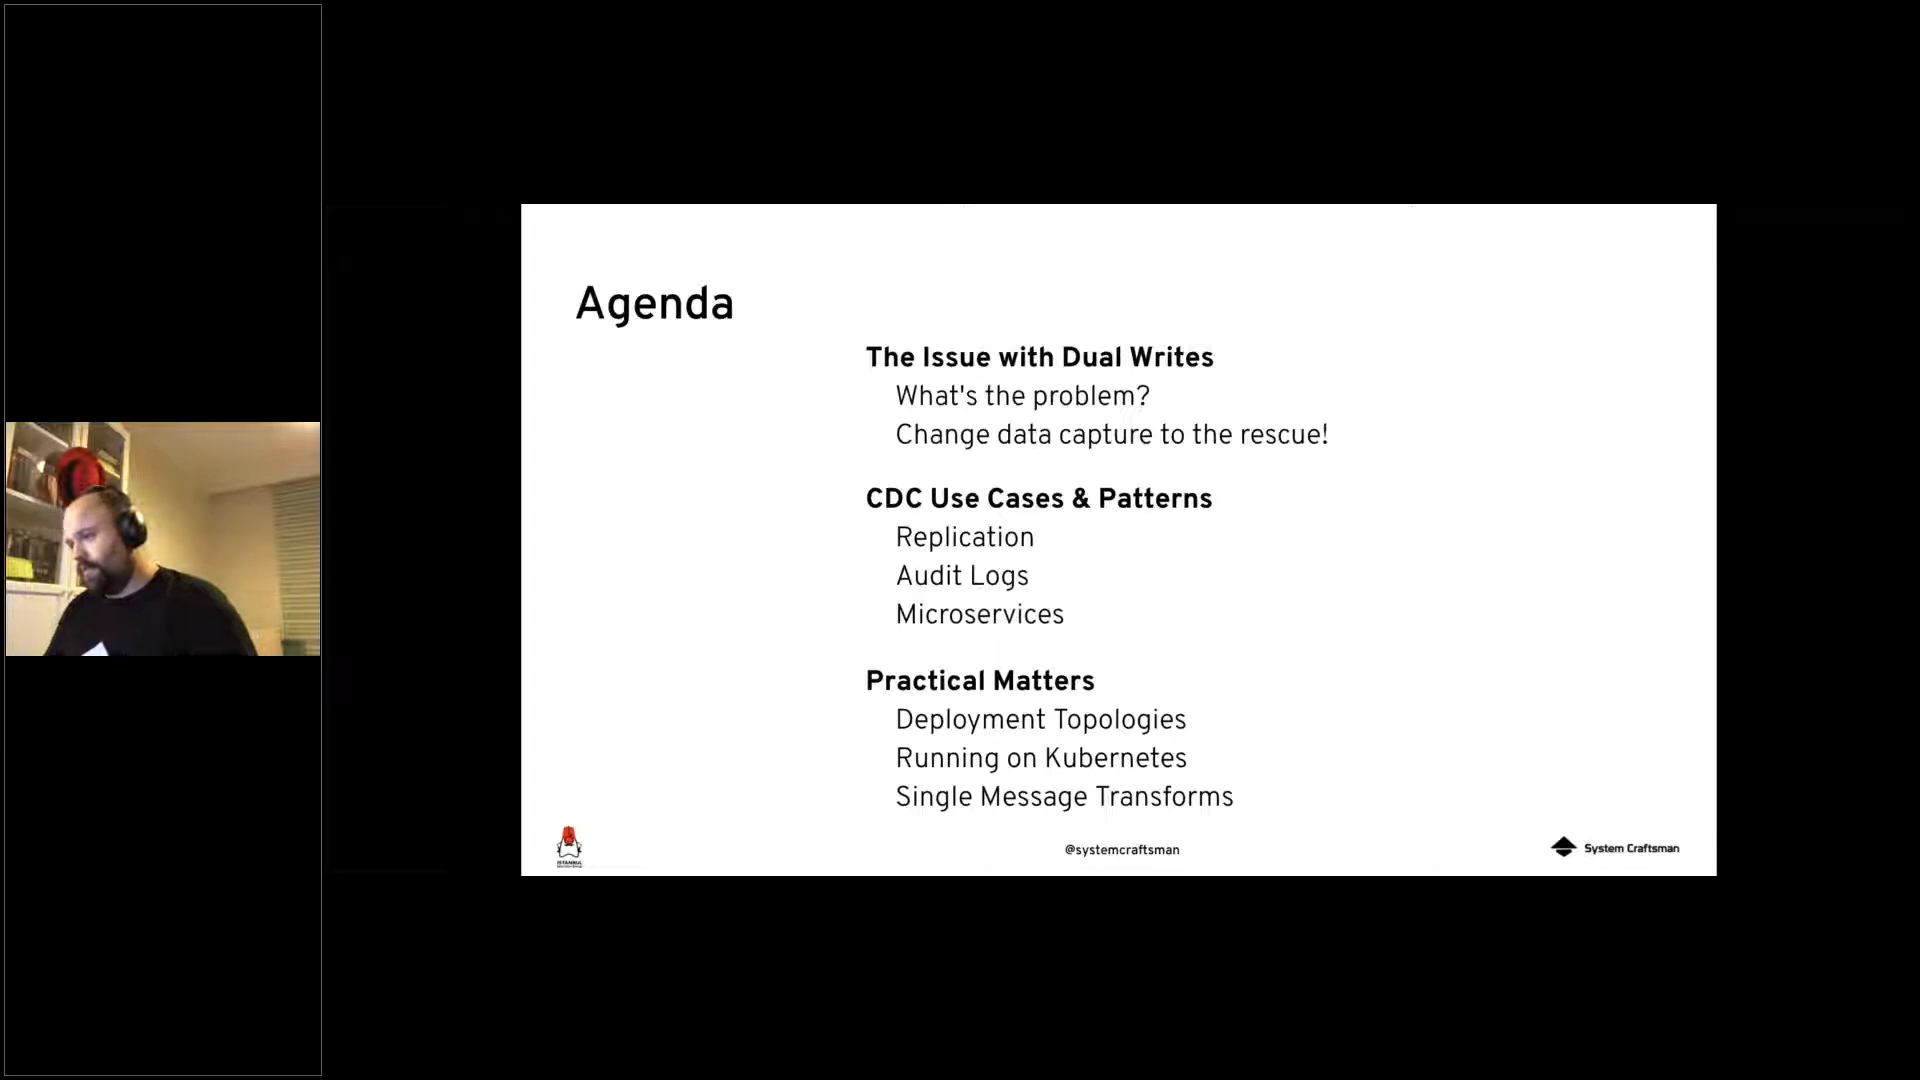 Agenda
The Issue with Dual Writes
What's the problem?
Change data capture to the rescue!
CDC Use Cases & Patterns
Replication
Audit Logs
Microservices
Practical Matters
Deployment Topologies
Running on Kubernetes
Single Message Transforms
ISTANBUL
@systemcraftsman
System Craftsman